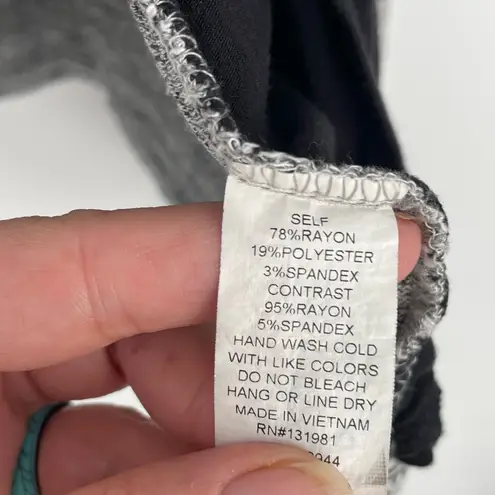 SELF
78%RAYON
19%POLYESTER
3%SPANDEX
CONTRAST
95%RAYON
5%SPANDEX
HAND WASH COLD
WITH LIKE COLORS
DO NOT BLEACH
HANG OR LINE DRY
MADE IN VIETNAM
RN#131981
944